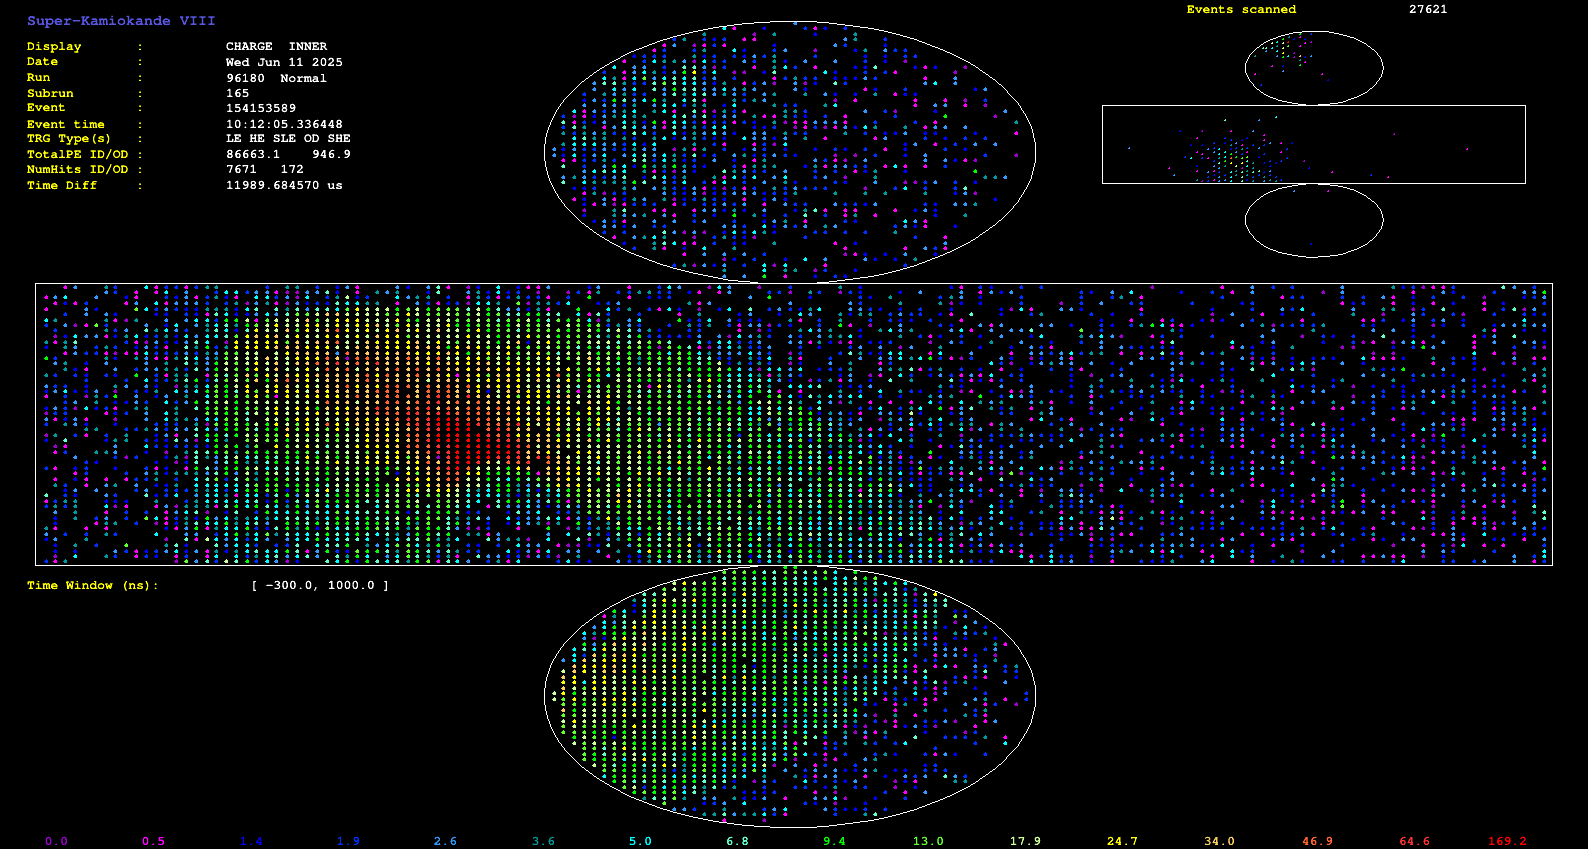 Super-Kamiokande VIII
Events scanned 27621
Display : CHARGE INNER
Date : Wed Jun 11 2025
Run : 96180 Normal
Subrun : 165
Event : 154153589
Event time : 10:12:05.336448
TRG Type(s) : LE HE SLE OD SHE
TotalPE ID/OD : 86663.1 946.9
NumHits ID/OD : 7671 172
Time Diff : 11989.684570 us
Time Window (ns): [ -300.0, 1000.0 ]
0.0 0.5 1.4 1.9 2.6 3.6 5.0 6.8 9.4 13.0 17.9 24.7 34.0 46.9 64.6 169.2